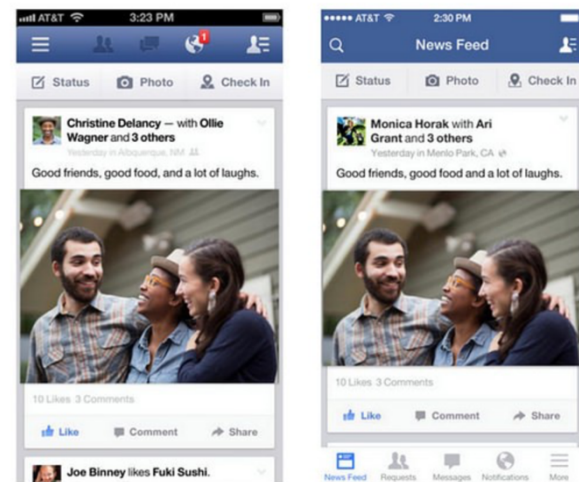 AT&T 3:23 PM
1
Status Photo Check In
Christine Delancy — with Ollie
Wagner and 3 others
Yesterday in Albuquerque, NM
Good friends, good food, and a lot of laughs.
10 Likes 3 Comments
Like Comment Share
Joe Binney likes Fuki Sushi.
AT&T 2:30 PM
News Feed
Status Photo Check In
Monica Horak with Ari
Grant and 3 others
Yesterday in Menlo Park, CA
Good friends, good food and a lot of laughs.
10 Likes 3 Comments
Like Comment Share
News Feed Requests Messages Notifications More